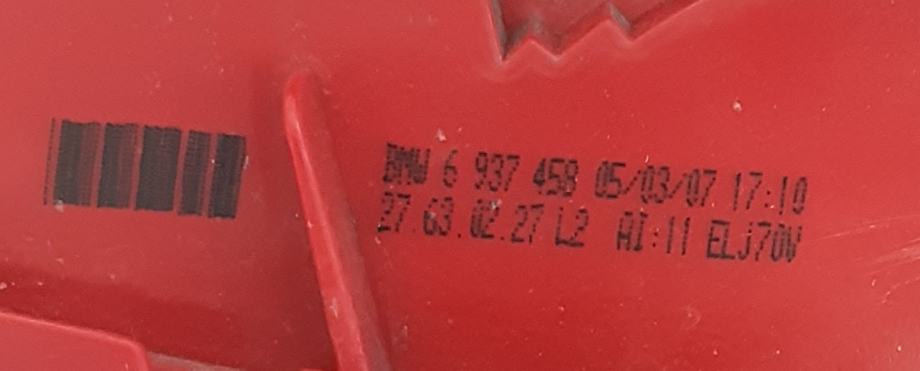 BMW 6 937 458 05/03/07 17:10
27.63.02.27 L2 AI:11 ELJ70V